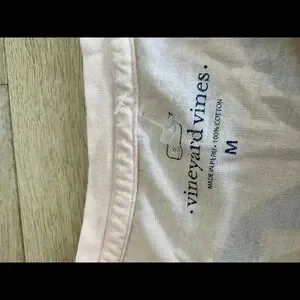 • vineyard vines •
MADE IN PERU • 100% COTTON
M